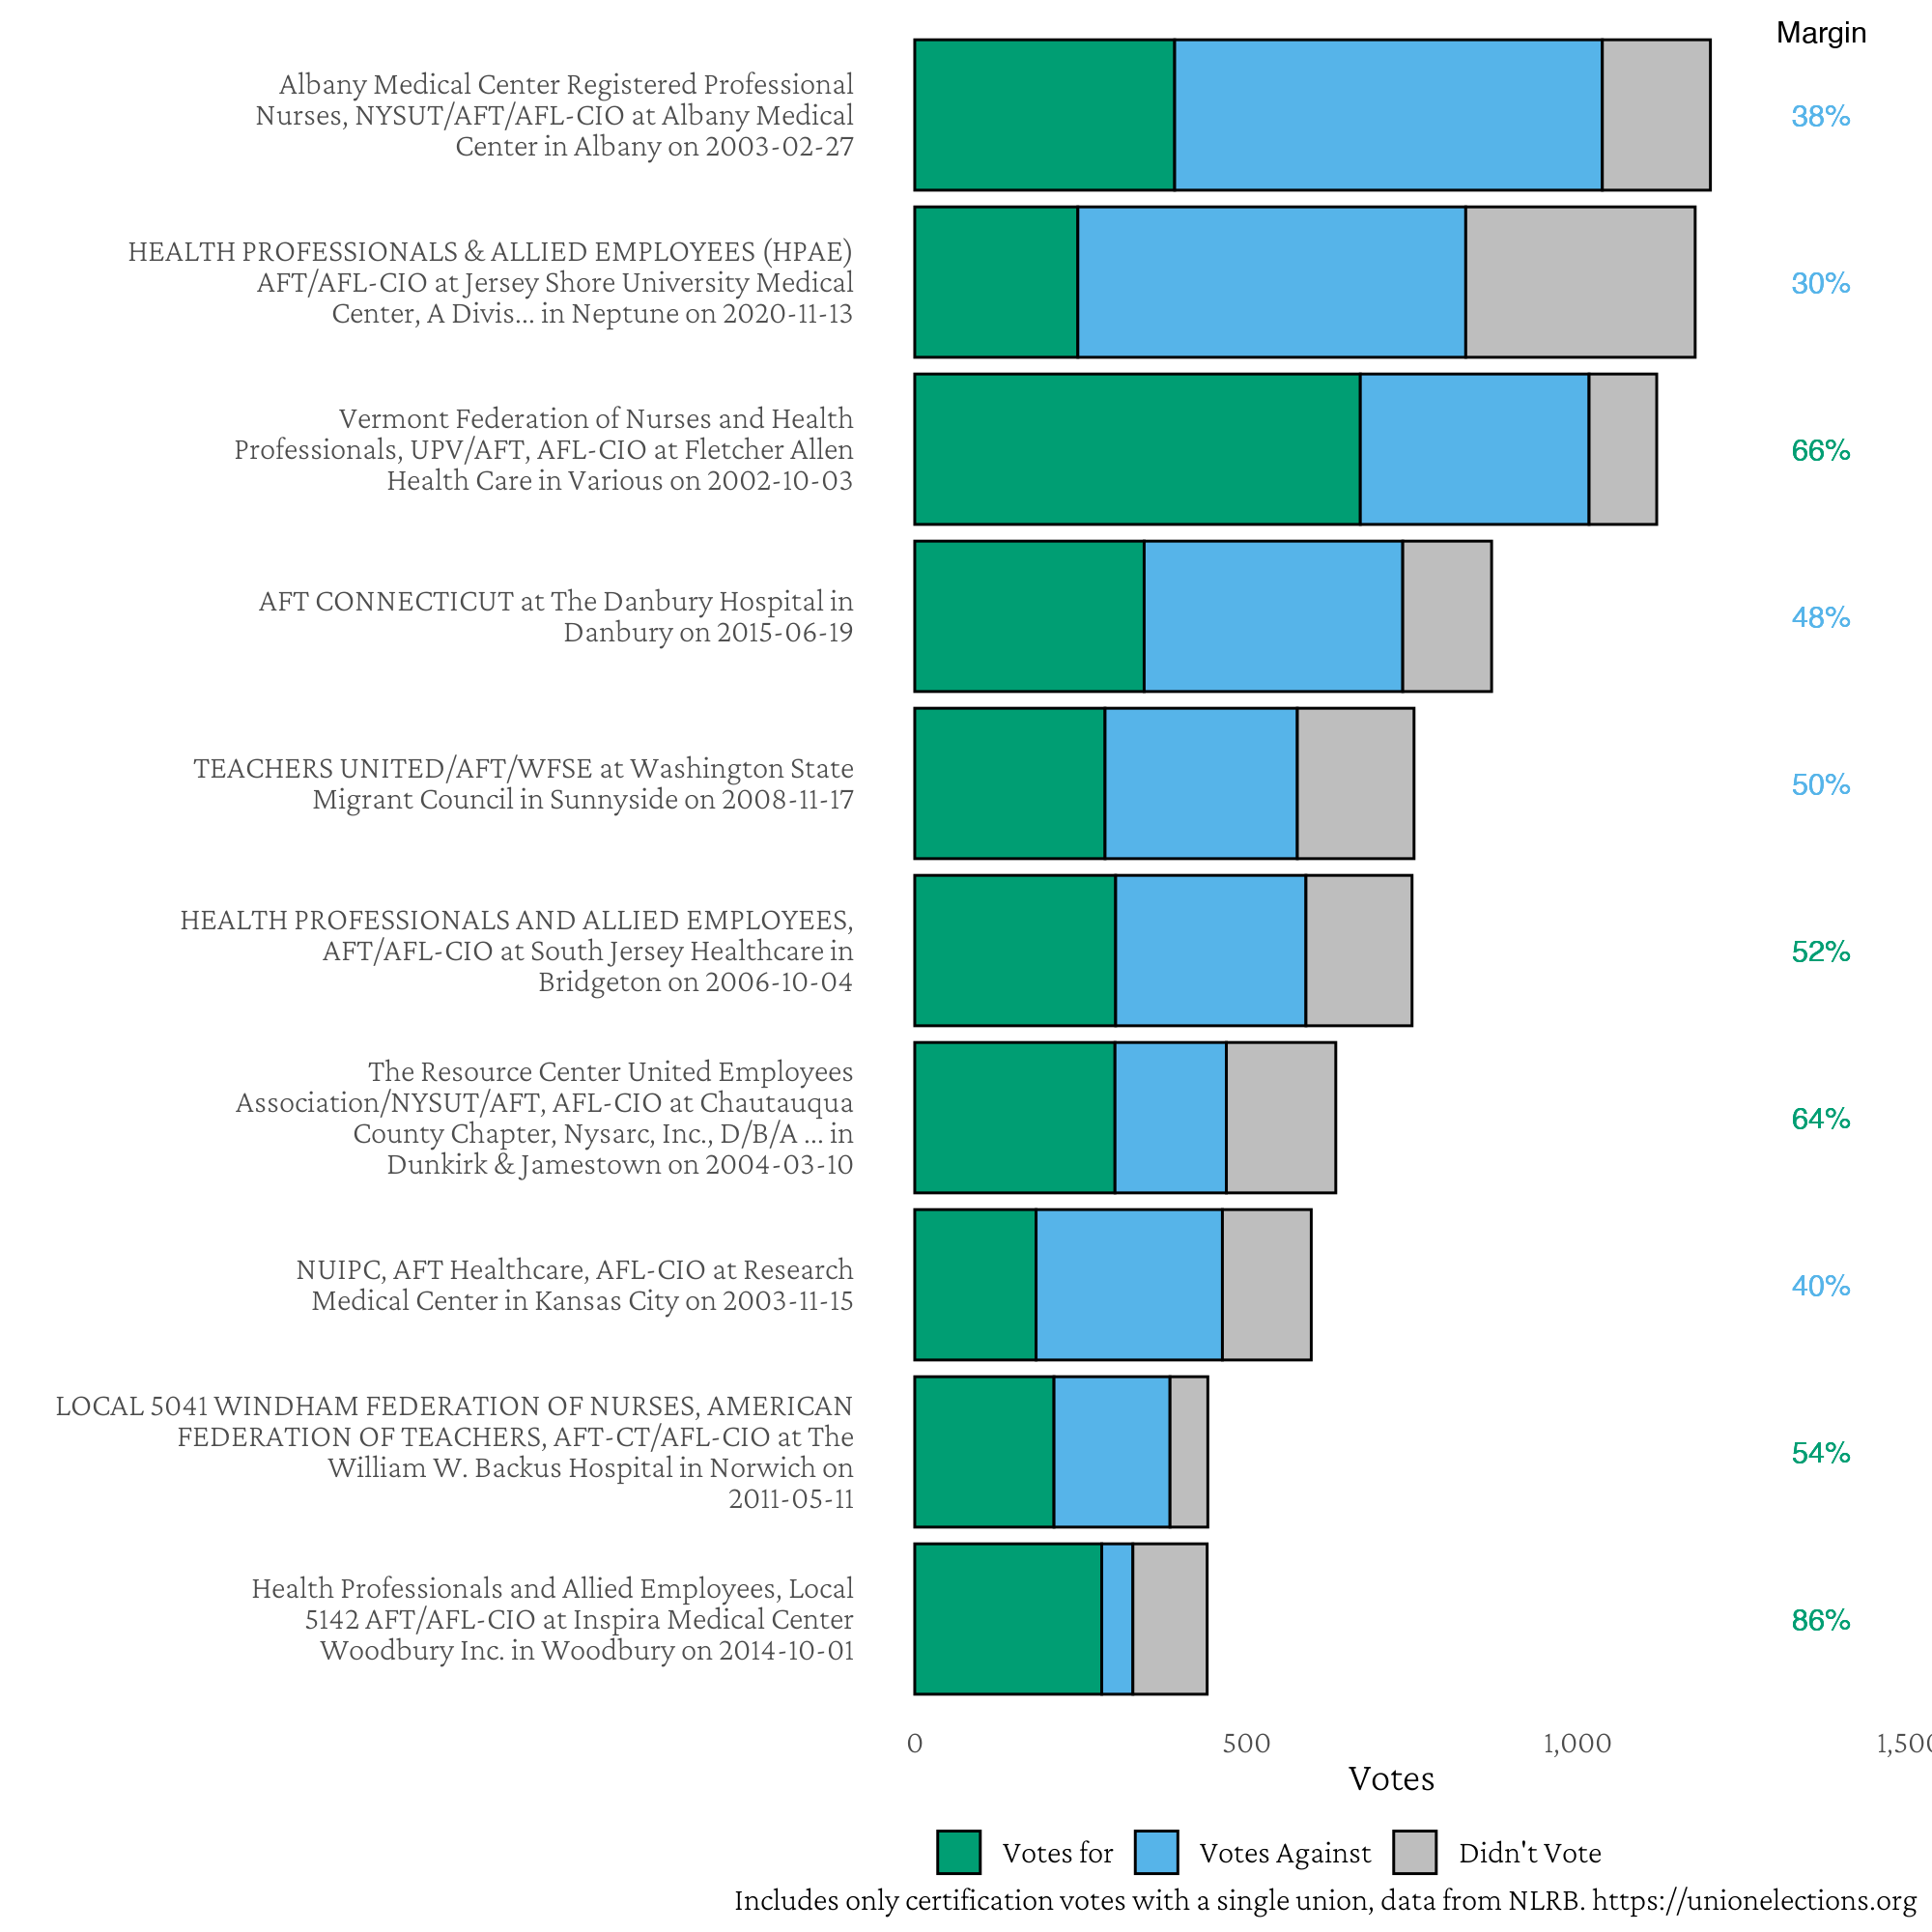 Margin
Albany Medical Center Registered Professional
Nurses, NYSUT/AFT/AFL-CIO at Albany Medical
Center in Albany on 2003-02-27
38%
HEALTH PROFESSIONALS & ALLIED EMPLOYEES (HPAE)
AFT/AFL-CIO at Jersey Shore University Medical
Center, A Divis... in Neptune on 2020-11-13
30%
Vermont Federation of Nurses and Health
Professionals, UPV/AFT, AFL-CIO at Fletcher Allen
Health Care in Various on 2002-10-03
66%
AFT CONNECTICUT at The Danbury Hospital in
Danbury on 2015-06-19
48%
TEACHERS UNITED/AFT/WFSE at Washington State
Migrant Council in Sunnyside on 2008-11-17
50%
HEALTH PROFESSIONALS AND ALLIED EMPLOYEES,
AFT/AFL-CIO at South Jersey Healthcare in
Bridgeton on 2006-10-04
52%
The Resource Center United Employees
Association/NYSUT/AFT, AFL-CIO at Chautauqua
County Chapter, Nysarc, Inc., D/B/A ... in
Dunkirk & Jamestown on 2004-03-10
64%
NUIPC, AFT Healthcare, AFL-CIO at Research
Medical Center in Kansas City on 2003-11-15
40%
LOCAL 5041 WINDHAM FEDERATION OF NURSES, AMERICAN
FEDERATION OF TEACHERS, AFT-CT/AFL-CIO at The
William W. Backus Hospital in Norwich on
2011-05-11
54%
Health Professionals and Allied Employees, Local
5142 AFT/AFL-CIO at Inspira Medical Center
Woodbury Inc. in Woodbury on 2014-10-01
86%
0 500 1,000 1,500
Votes
Votes for Votes Against Didn't Vote
Includes only certification votes with a single union, data from NLRB. https://unionelections.org